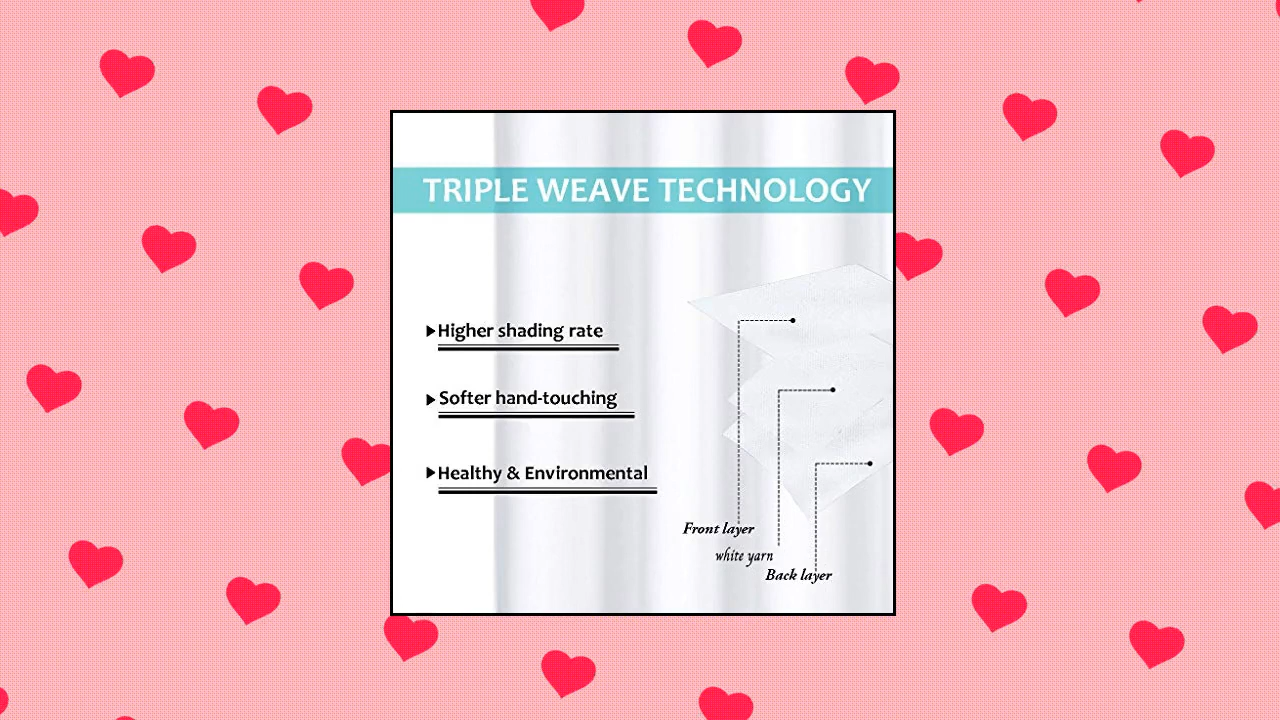 TRIPLE WEAVE TECHNOLOGY
Higher shading rate
Softer hand-touching
Healthy & Environmental
Front layer
white yarn
Back layer